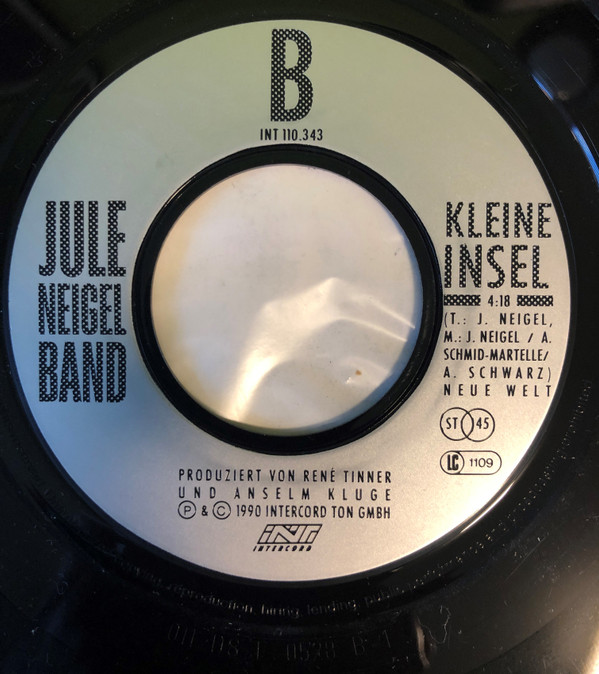 B
INT 110.343
JULE
NEIGEL
BAND
KLEINE
INSEL
4:18
(T.: J. NEIGEL,
M.: J. NEIGEL / A.
SCHMID-MARTELLE/
A. SCHWARZ)
NEUE WELT
ST 45
LC 1109
PRODUZIERT VON RENÉ TINNER
UND ANSELM KLUGE
Ⓟ & © 1990 INTERCORD TON GMBH
INT
INTERCORD